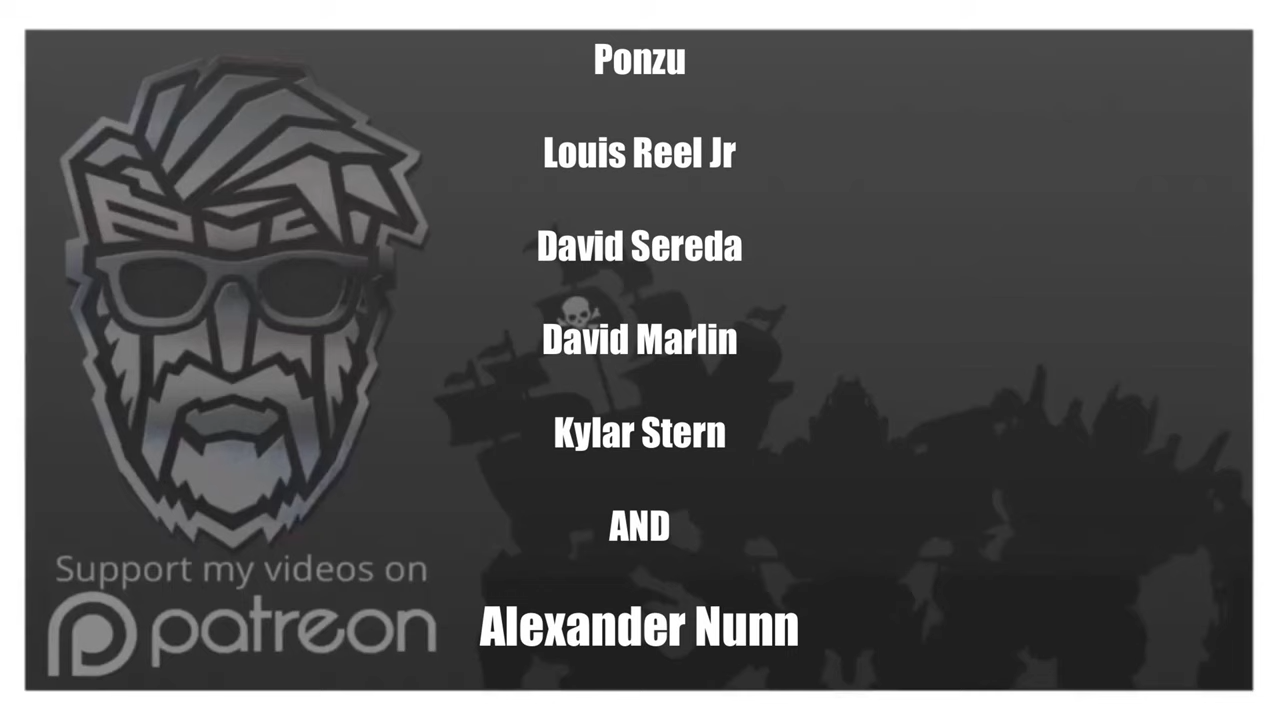 Ponzu
Louis Reel Jr
David Sereda
David Marlin
Kylar Stern
AND
Alexander Nunn
Support my videos on
patreon